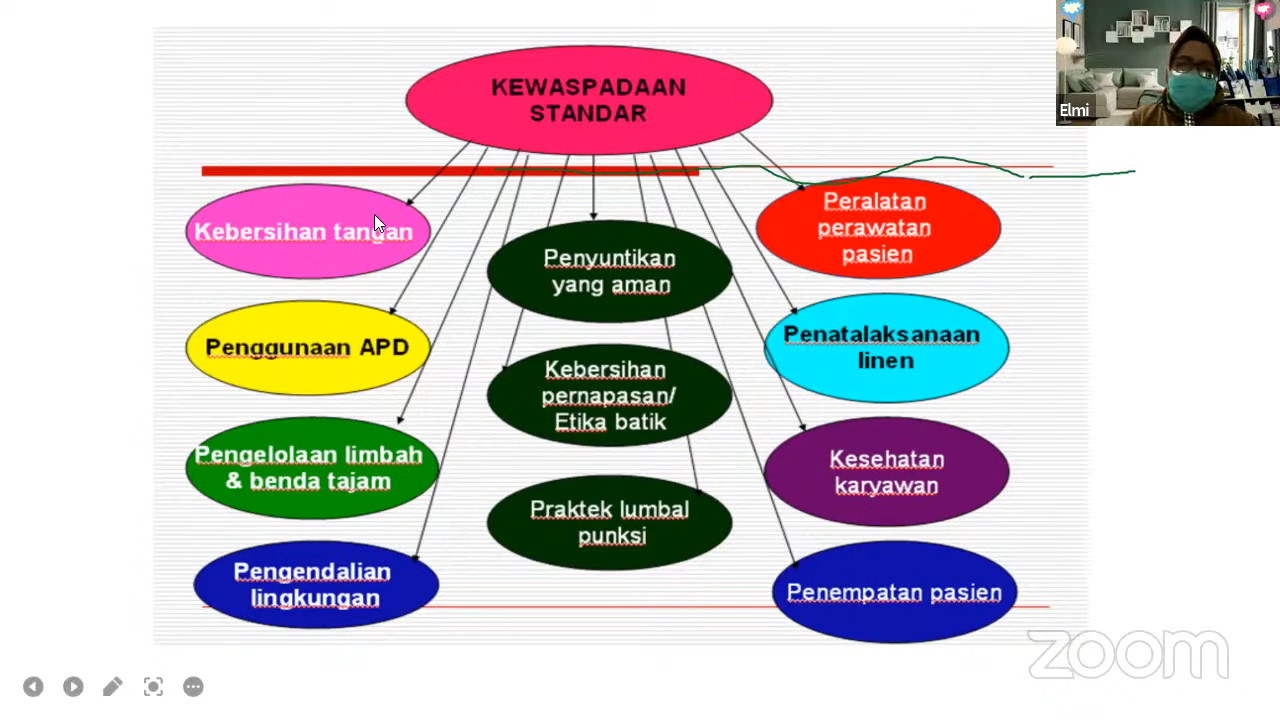 KEWASPADAAN
STANDAR
Elmi
Kebersihan tangan
Penggunaan APD
Pengelolaan limbah
& benda tajam
Pengendalian
lingkungan
Penyuntikan
yang aman
Kebersihan
pernapasan/
Etika batik
Praktek lumbal
punksi
Peralatan
perawatan
pasien
Penatalaksanaan
linen
Kesehatan
karyawan
Penempatan pasien
zoom